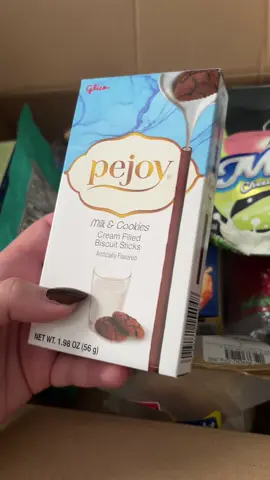 Glico
pejoy
Milk & Cookies
Cream Filled
Biscuit Sticks
Artificially Flavored
NET WT. 1.98 OZ (56 g)